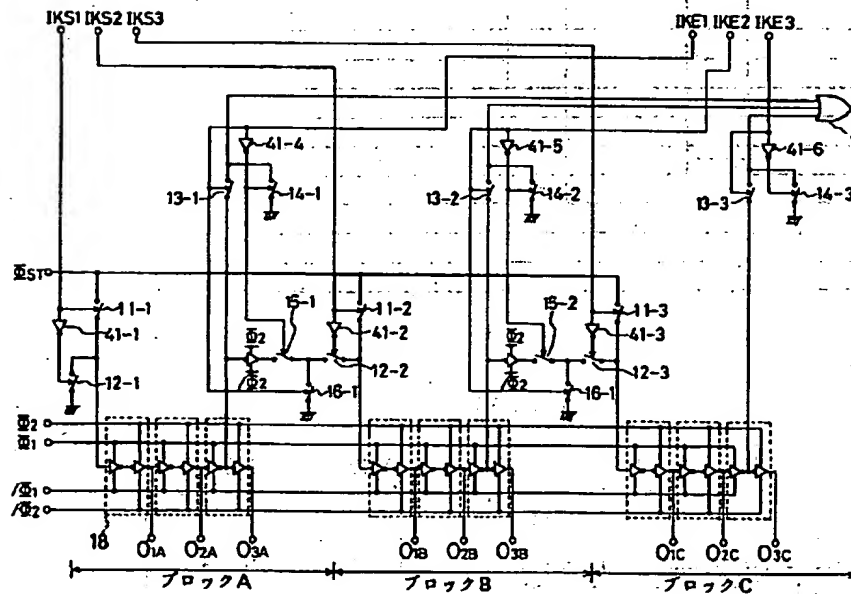 IKS1 IKS2 IKS3 IKE1 IKE2 IKE3
41-4 41-5 41-6
13-1 14-1 13-2 14-2 13-3 14-3
ΦST
11-1 15-1 11-2 15-2 11-3
41-1 Φ2 41-2 Φ2 41-3
12-1 /Φ2 16-1 12-2 /Φ2 16-1 12-3
Φ2
Φ1
/Φ1
/Φ2
18
O1A O2A O3A O1B O2B O3B O1C O2C O3C
ブロックA ブロックB ブロックC